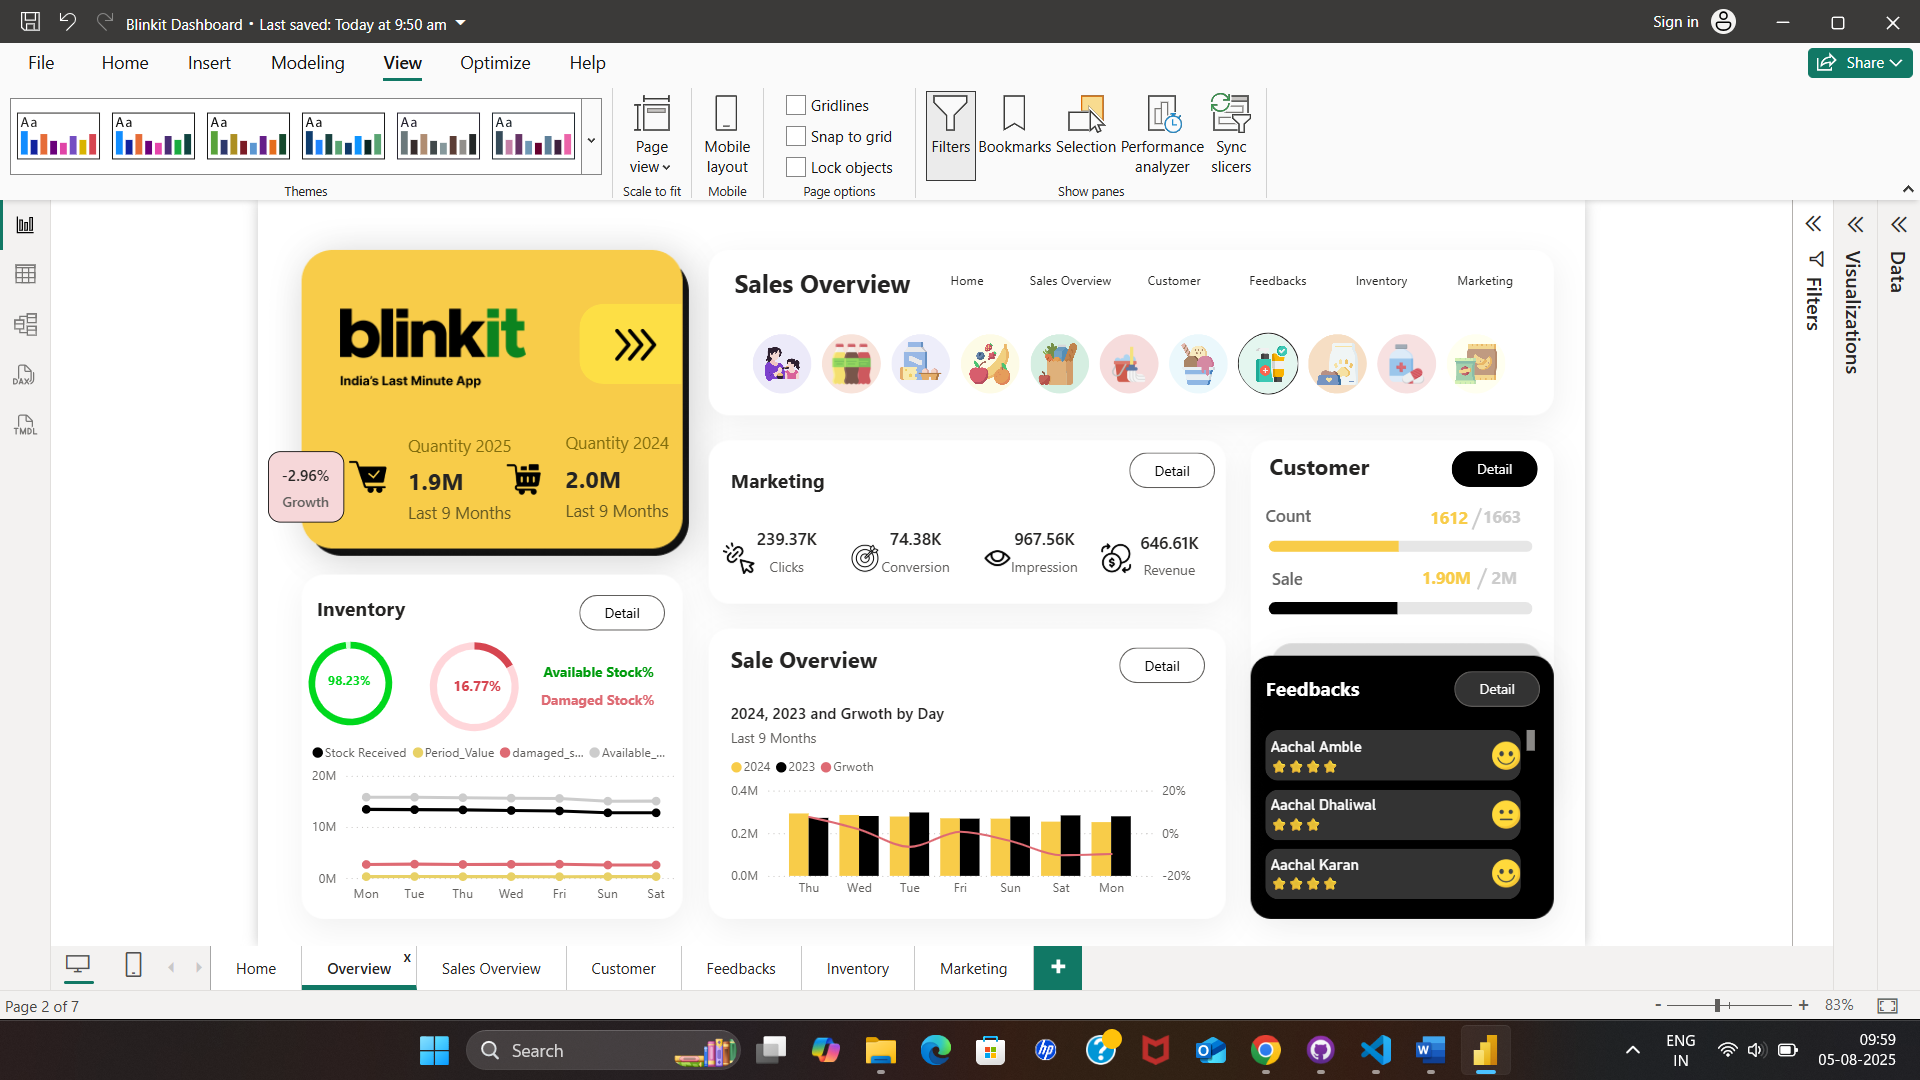 Blinkit Dashboard • Last saved: Today at 9:50 am
Sign in
File Home Insert Modeling View Optimize Help
Share
Aa Aa Aa Aa Aa Aa
Themes
Page view
Scale to fit
Mobile layout
Mobile
Gridlines
Snap to grid
Lock objects
Page options
Filters
Bookmarks
Selection
Performance analyzer
Sync slicers
Show panes
DAX
TMDL
Filters
Visualizations
Data
blinkit
India's Last Minute App
Quantity 2025
1.9M
Last 9 Months
Quantity 2024
2.0M
Last 9 Months
-2.96%
Growth
Sales Overview
Home Sales Overview Customer Feedbacks Inventory Marketing
Marketing
Detail
239.37K
Clicks
74.38K
Conversion
967.56K
Impression
646.61K
Revenue
Customer
Detail
Count
1612 / 1663
Sale
1.90M / 2M
Inventory
Detail
98.23%
16.77%
Available Stock%
Damaged Stock%
Stock Received Period_Value damaged_s... Available_...
20M
10M
0M
Mon Tue Thu Wed Fri Sun Sat
Sale Overview
Detail
2024, 2023 and Grwoth by Day
Last 9 Months
2024 2023 Grwoth
0.4M
0.2M
0.0M
20%
0%
-20%
Thu Wed Tue Fri Sun Sat Mon
Feedbacks
Detail
Aachal Amble
Aachal Dhaliwal
Aachal Karan
Home Overview x Sales Overview Customer Feedbacks Inventory Marketing +
Page 2 of 7
- + 83%
Search
hp
ENG
IN
09:59
05-08-2025